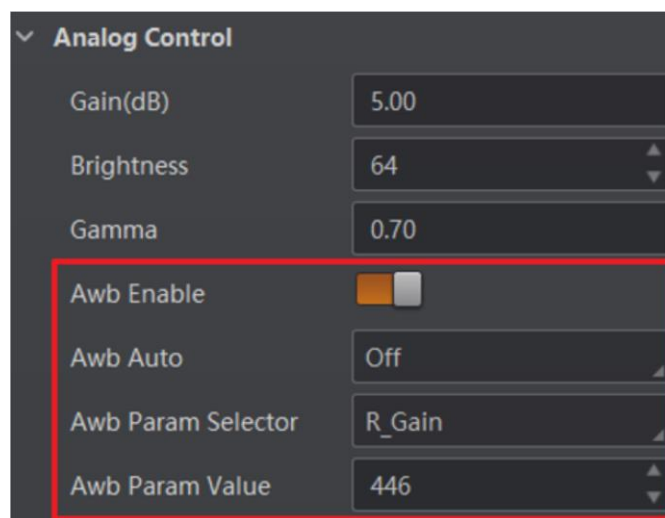 Analog Control
Gain(dB) 5.00
Brightness 64
Gamma 0.70
Awb Enable
Awb Auto Off
Awb Param Selector R_Gain
Awb Param Value 446